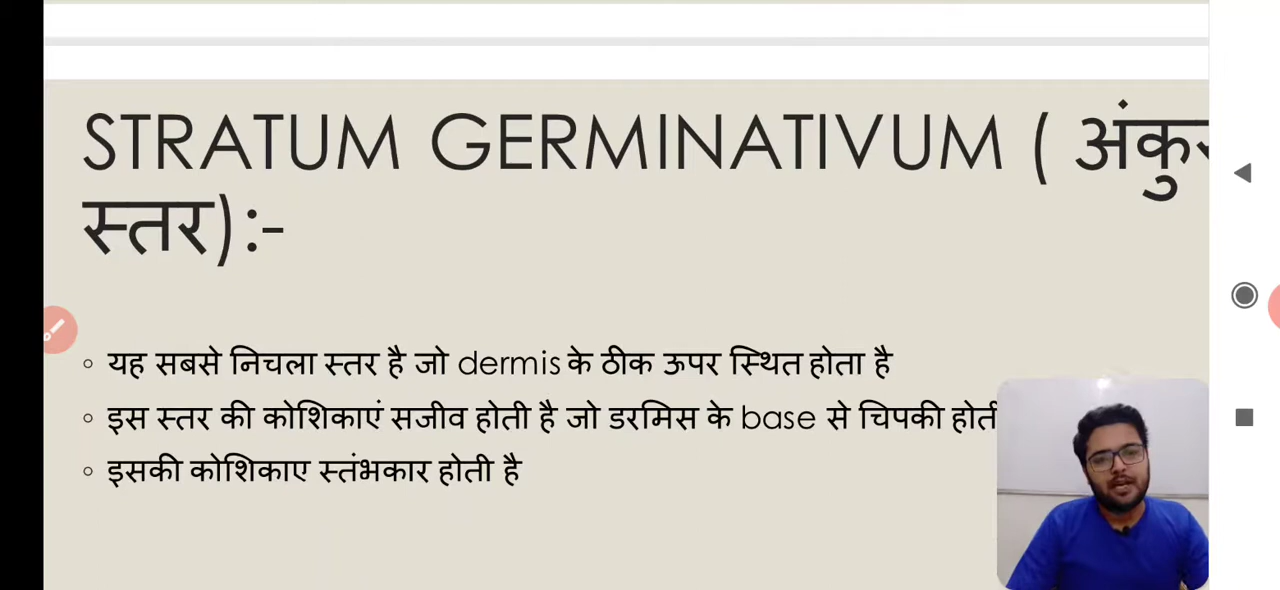 STRATUM GERMINATIVUM (
स्तर):-
◦ यह सबसे निचला स्तर है जो dermis के ठीक ऊपर स्थित होता है
◦ इस स्तर की कोशिकाएं सजीव होती है जो डरमिस के base से चिपकी होती
◦ इसकी कोशिकाए स्तंभकार होती है